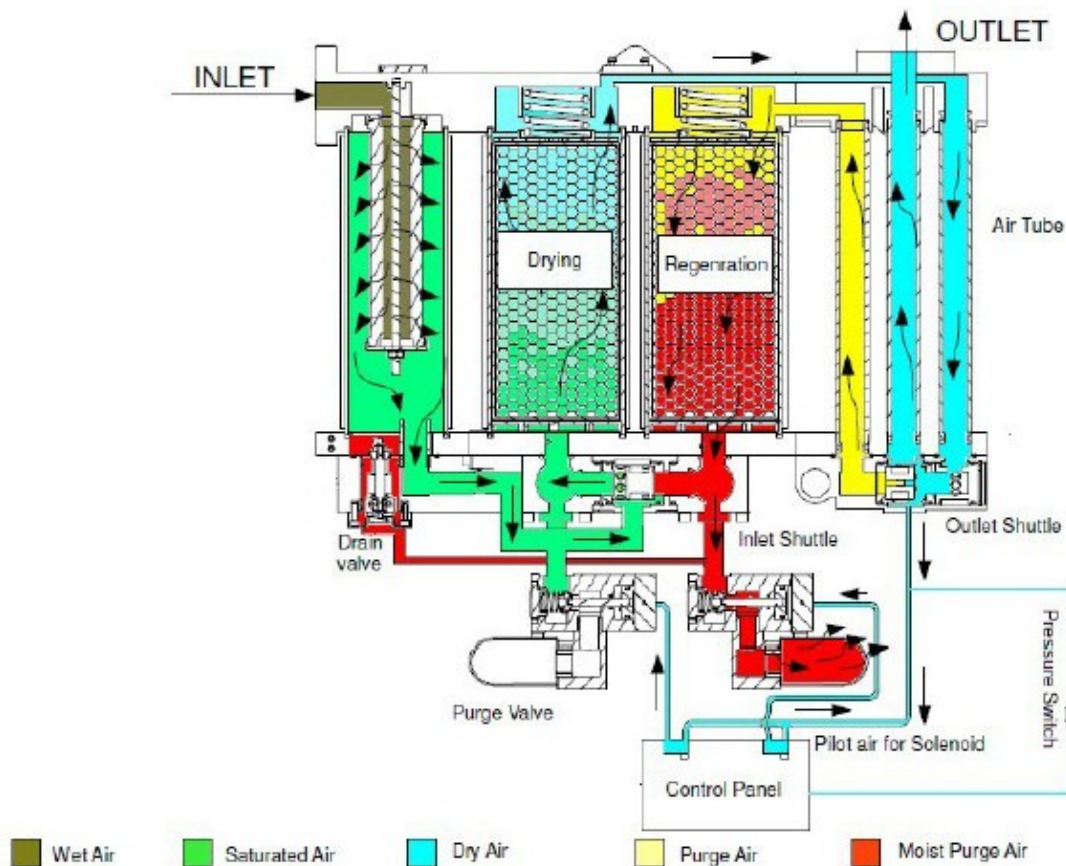 OUTLET
INLET
Air Tube
Drying
Regenration
Drain
valve
Inlet Shuttle
Outlet Shuttle
Purge Valve
Pilot air for Solenoid
Pressure Switch
Control Panel
Wet Air
Saturated Air
Dry Air
Purge Air
Moist Purge Air